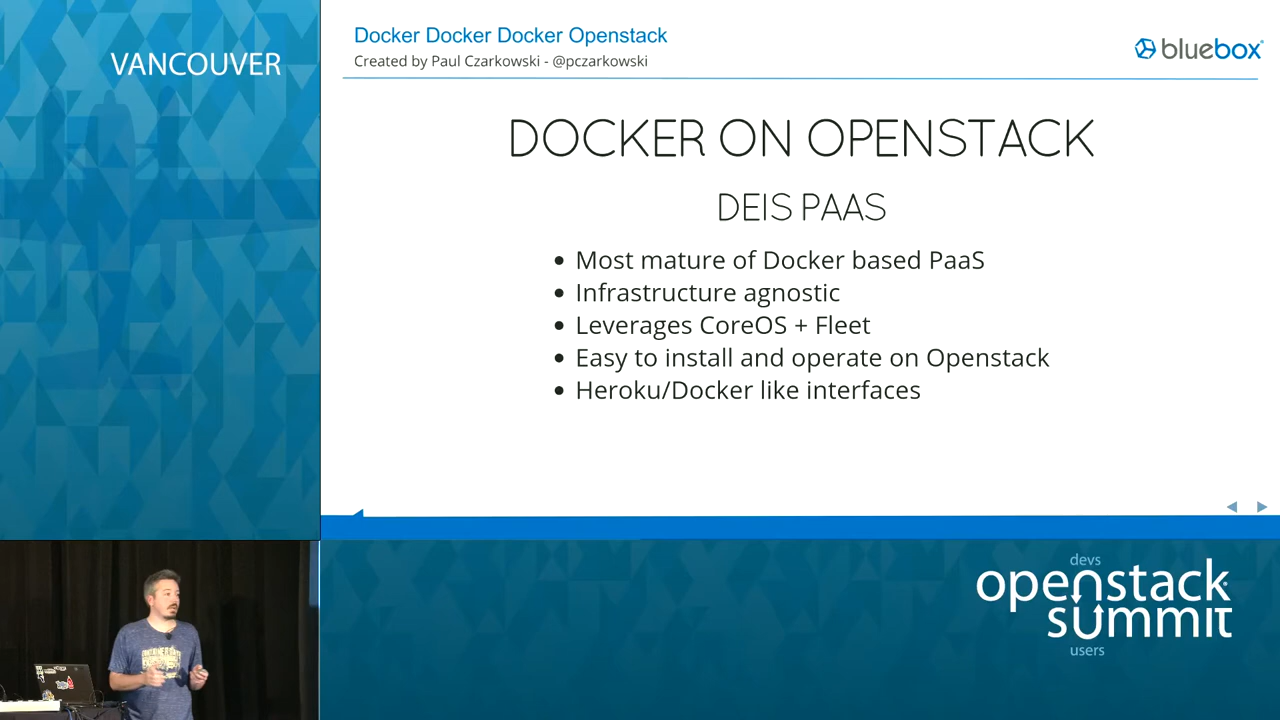 VANCOUVER
Docker Docker Docker Openstack
Created by Paul Czarkowski - @pczarkowski
bluebox
DOCKER ON OPENSTACK
DEIS PAAS
• Most mature of Docker based PaaS
• Infrastructure agnostic
• Leverages CoreOS + Fleet
• Easy to install and operate on Openstack
• Heroku/Docker like interfaces
devs
openstack
summit
users